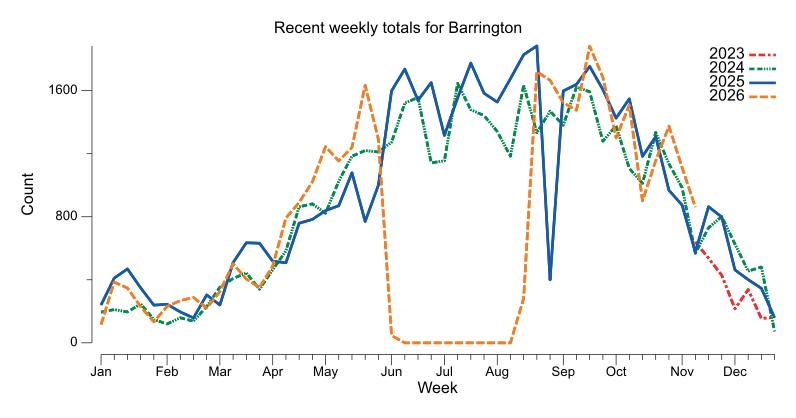 Recent weekly totals for Barrington
2023
2024
2025
2026
1600
800
0
Count
Jan Feb Mar Apr May Jun Jul Aug Sep Oct Nov Dec
Week